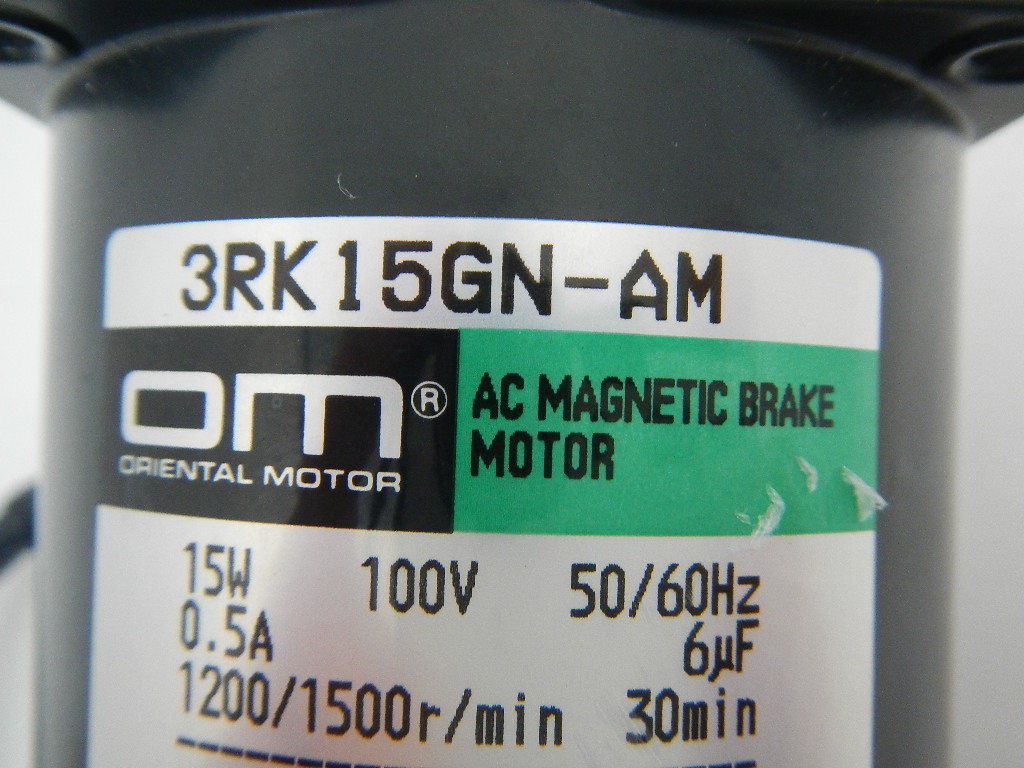 3RK15GN-AM
om®
ORIENTAL MOTOR
AC MAGNETIC BRAKE
MOTOR
15W 100V 50/60Hz
0.5A 6µF
1200/1500r/min 30min